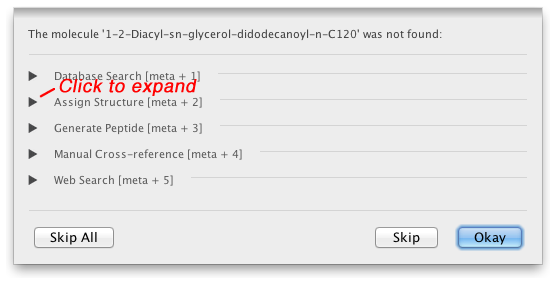 The molecule '1-2-Diacyl-sn-glycerol-didodecanoyl-n-C120' was not found:
Database Search [meta + 1]
Click to expand
Assign Structure [meta + 2]
Generate Peptide [meta + 3]
Manual Cross-reference [meta + 4]
Web Search [meta + 5]
Skip All
Skip
Okay